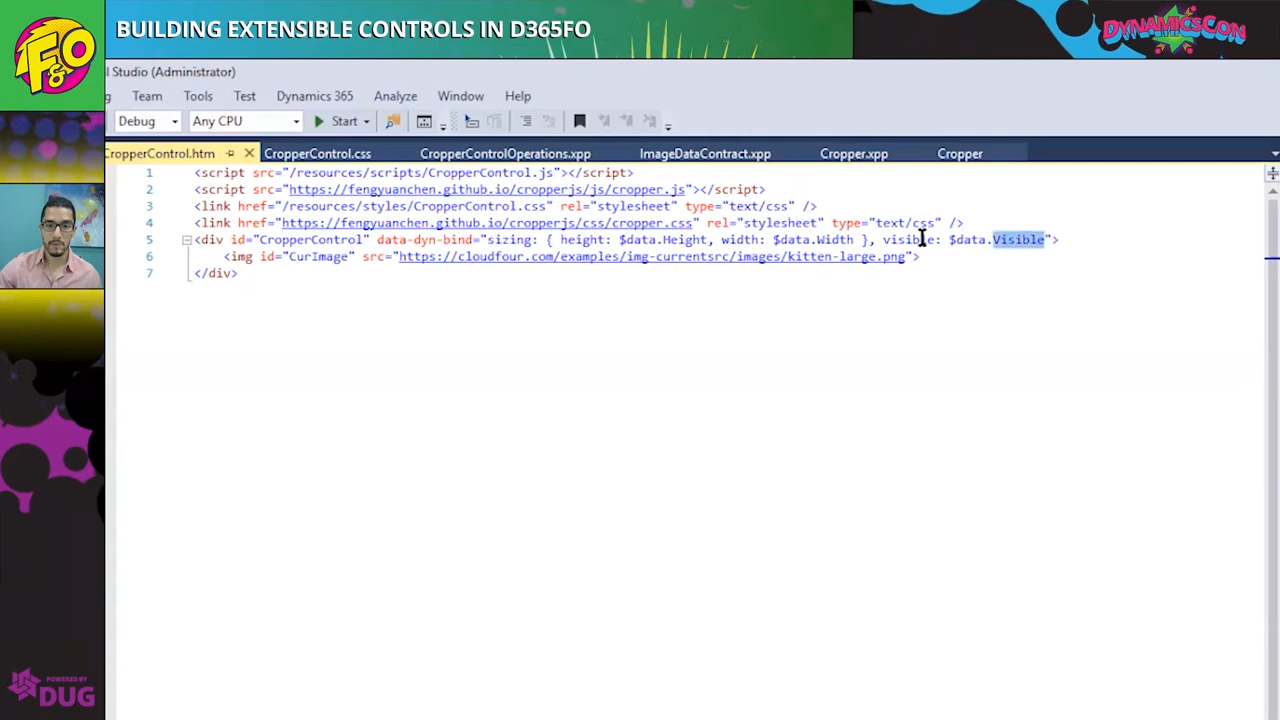 BUILDING EXTENSIBLE CONTROLS IN D365FO
F&O
DYNAMICSCON
l Studio (Administrator)
Team Tools Test Dynamics 365 Analyze Window Help
Debug Any CPU Start
CropperControl.htm CropperControl.css CropperControlOperations.xpp ImageDataContract.xpp Cropper.xpp Cropper
1 <script src="/resources/scripts/CropperControl.js"></script>
2 <script src="https://fengyuanchen.github.io/cropperjs/js/cropper.js"></script>
3 <link href="/resources/styles/CropperControl.css" rel="stylesheet" type="text/css" />
4 <link href="https://fengyuanchen.github.io/cropperjs/css/cropper.css" rel="stylesheet" type="text/css" />
5 <div id="CropperControl" data-dyn-bind="sizing: { height: $data.Height, width: $data.Width }, visible: $data.Visible">
6 <img id="CurImage" src="https://cloudfour.com/examples/img-currentsrc/images/kitten-large.png">
7 </div>
POWERED BY
DUG